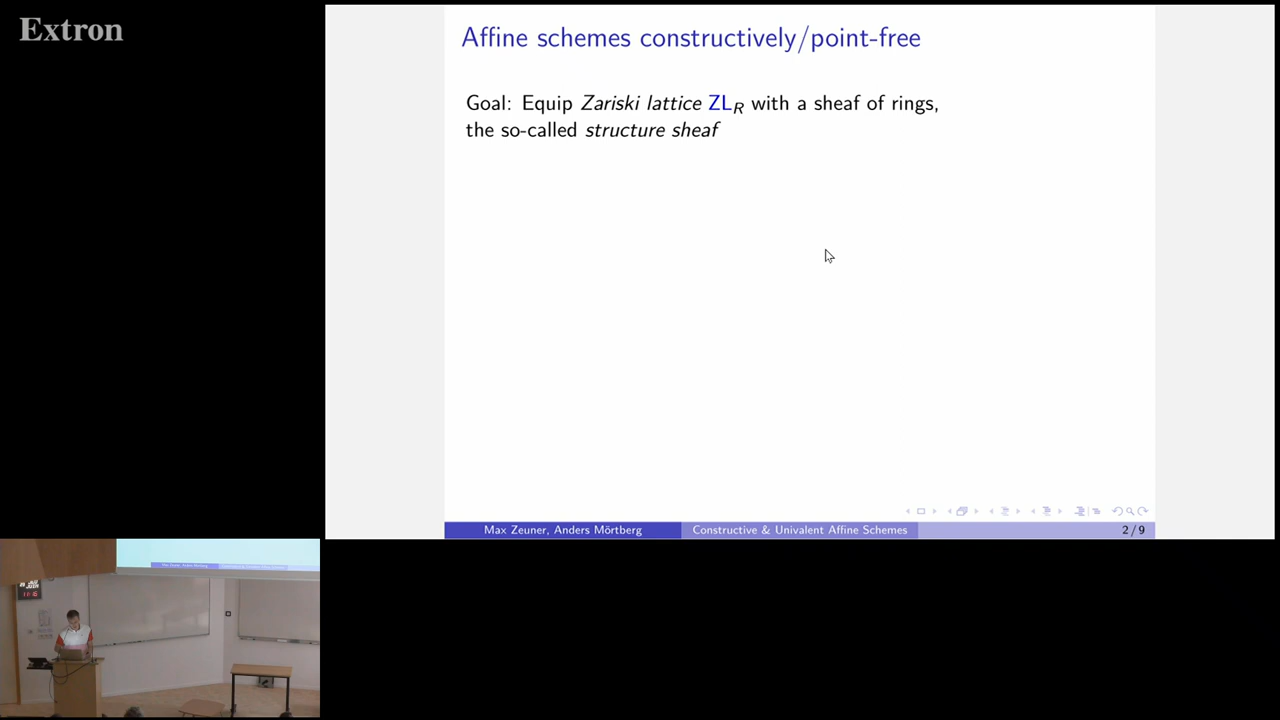 Extron
Affine schemes constructively/point-free
Goal: Equip Zariski lattice ZL_R with a sheaf of rings,
the so-called structure sheaf
Max Zeuner, Anders Mörtberg Constructive & Univalent Affine Schemes 2/9